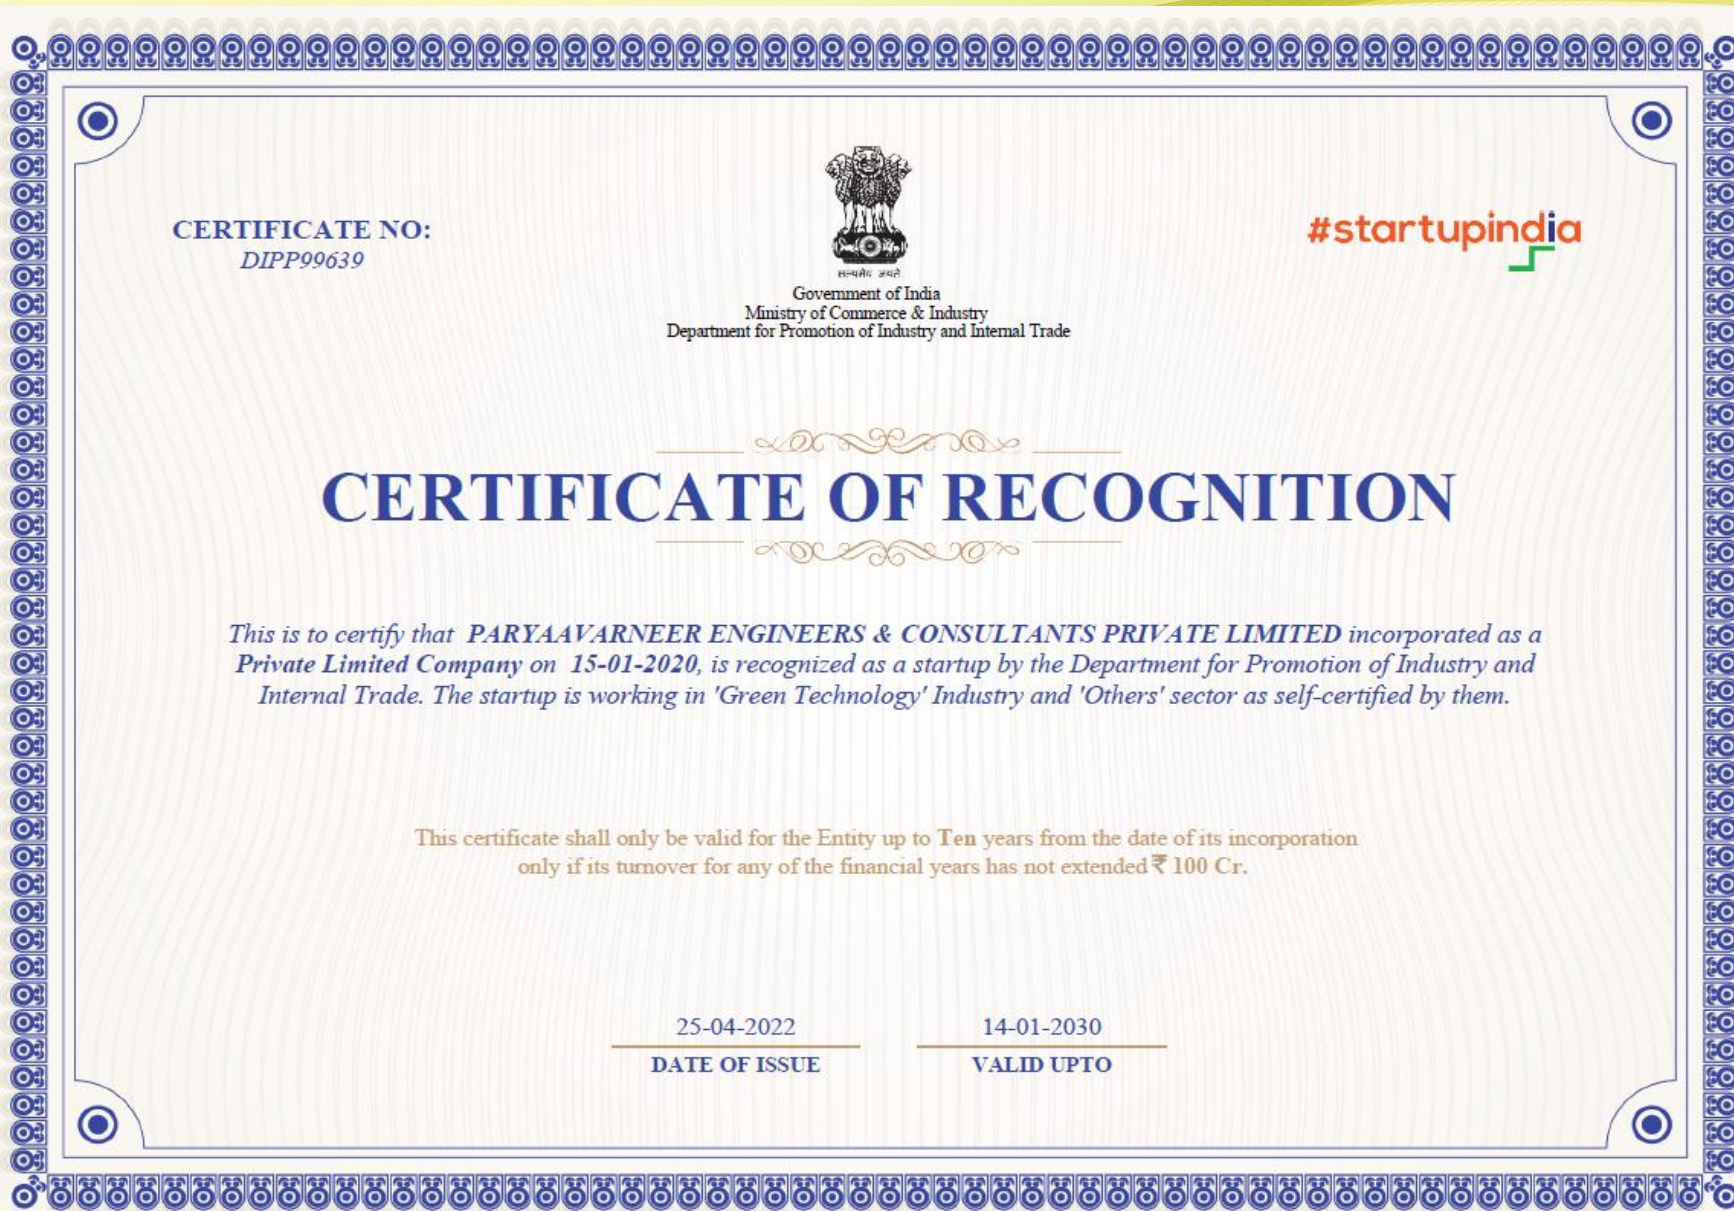 CERTIFICATE NO:
DIPP99639
सत्यमेव जयते
#startupindia
Government of India
Ministry of Commerce & Industry
Department for Promotion of Industry and Internal Trade
CERTIFICATE OF RECOGNITION
This is to certify that PARYAAVARNEER ENGINEERS & CONSULTANTS PRIVATE LIMITED incorporated as a
Private Limited Company on 15-01-2020, is recognized as a startup by the Department for Promotion of Industry and
Internal Trade. The startup is working in 'Green Technology' Industry and 'Others' sector as self-certified by them.
This certificate shall only be valid for the Entity up to Ten years from the date of its incorporation
only if its turnover for any of the financial years has not extended ₹ 100 Cr.
25-04-2022
DATE OF ISSUE
14-01-2030
VALID UPTO